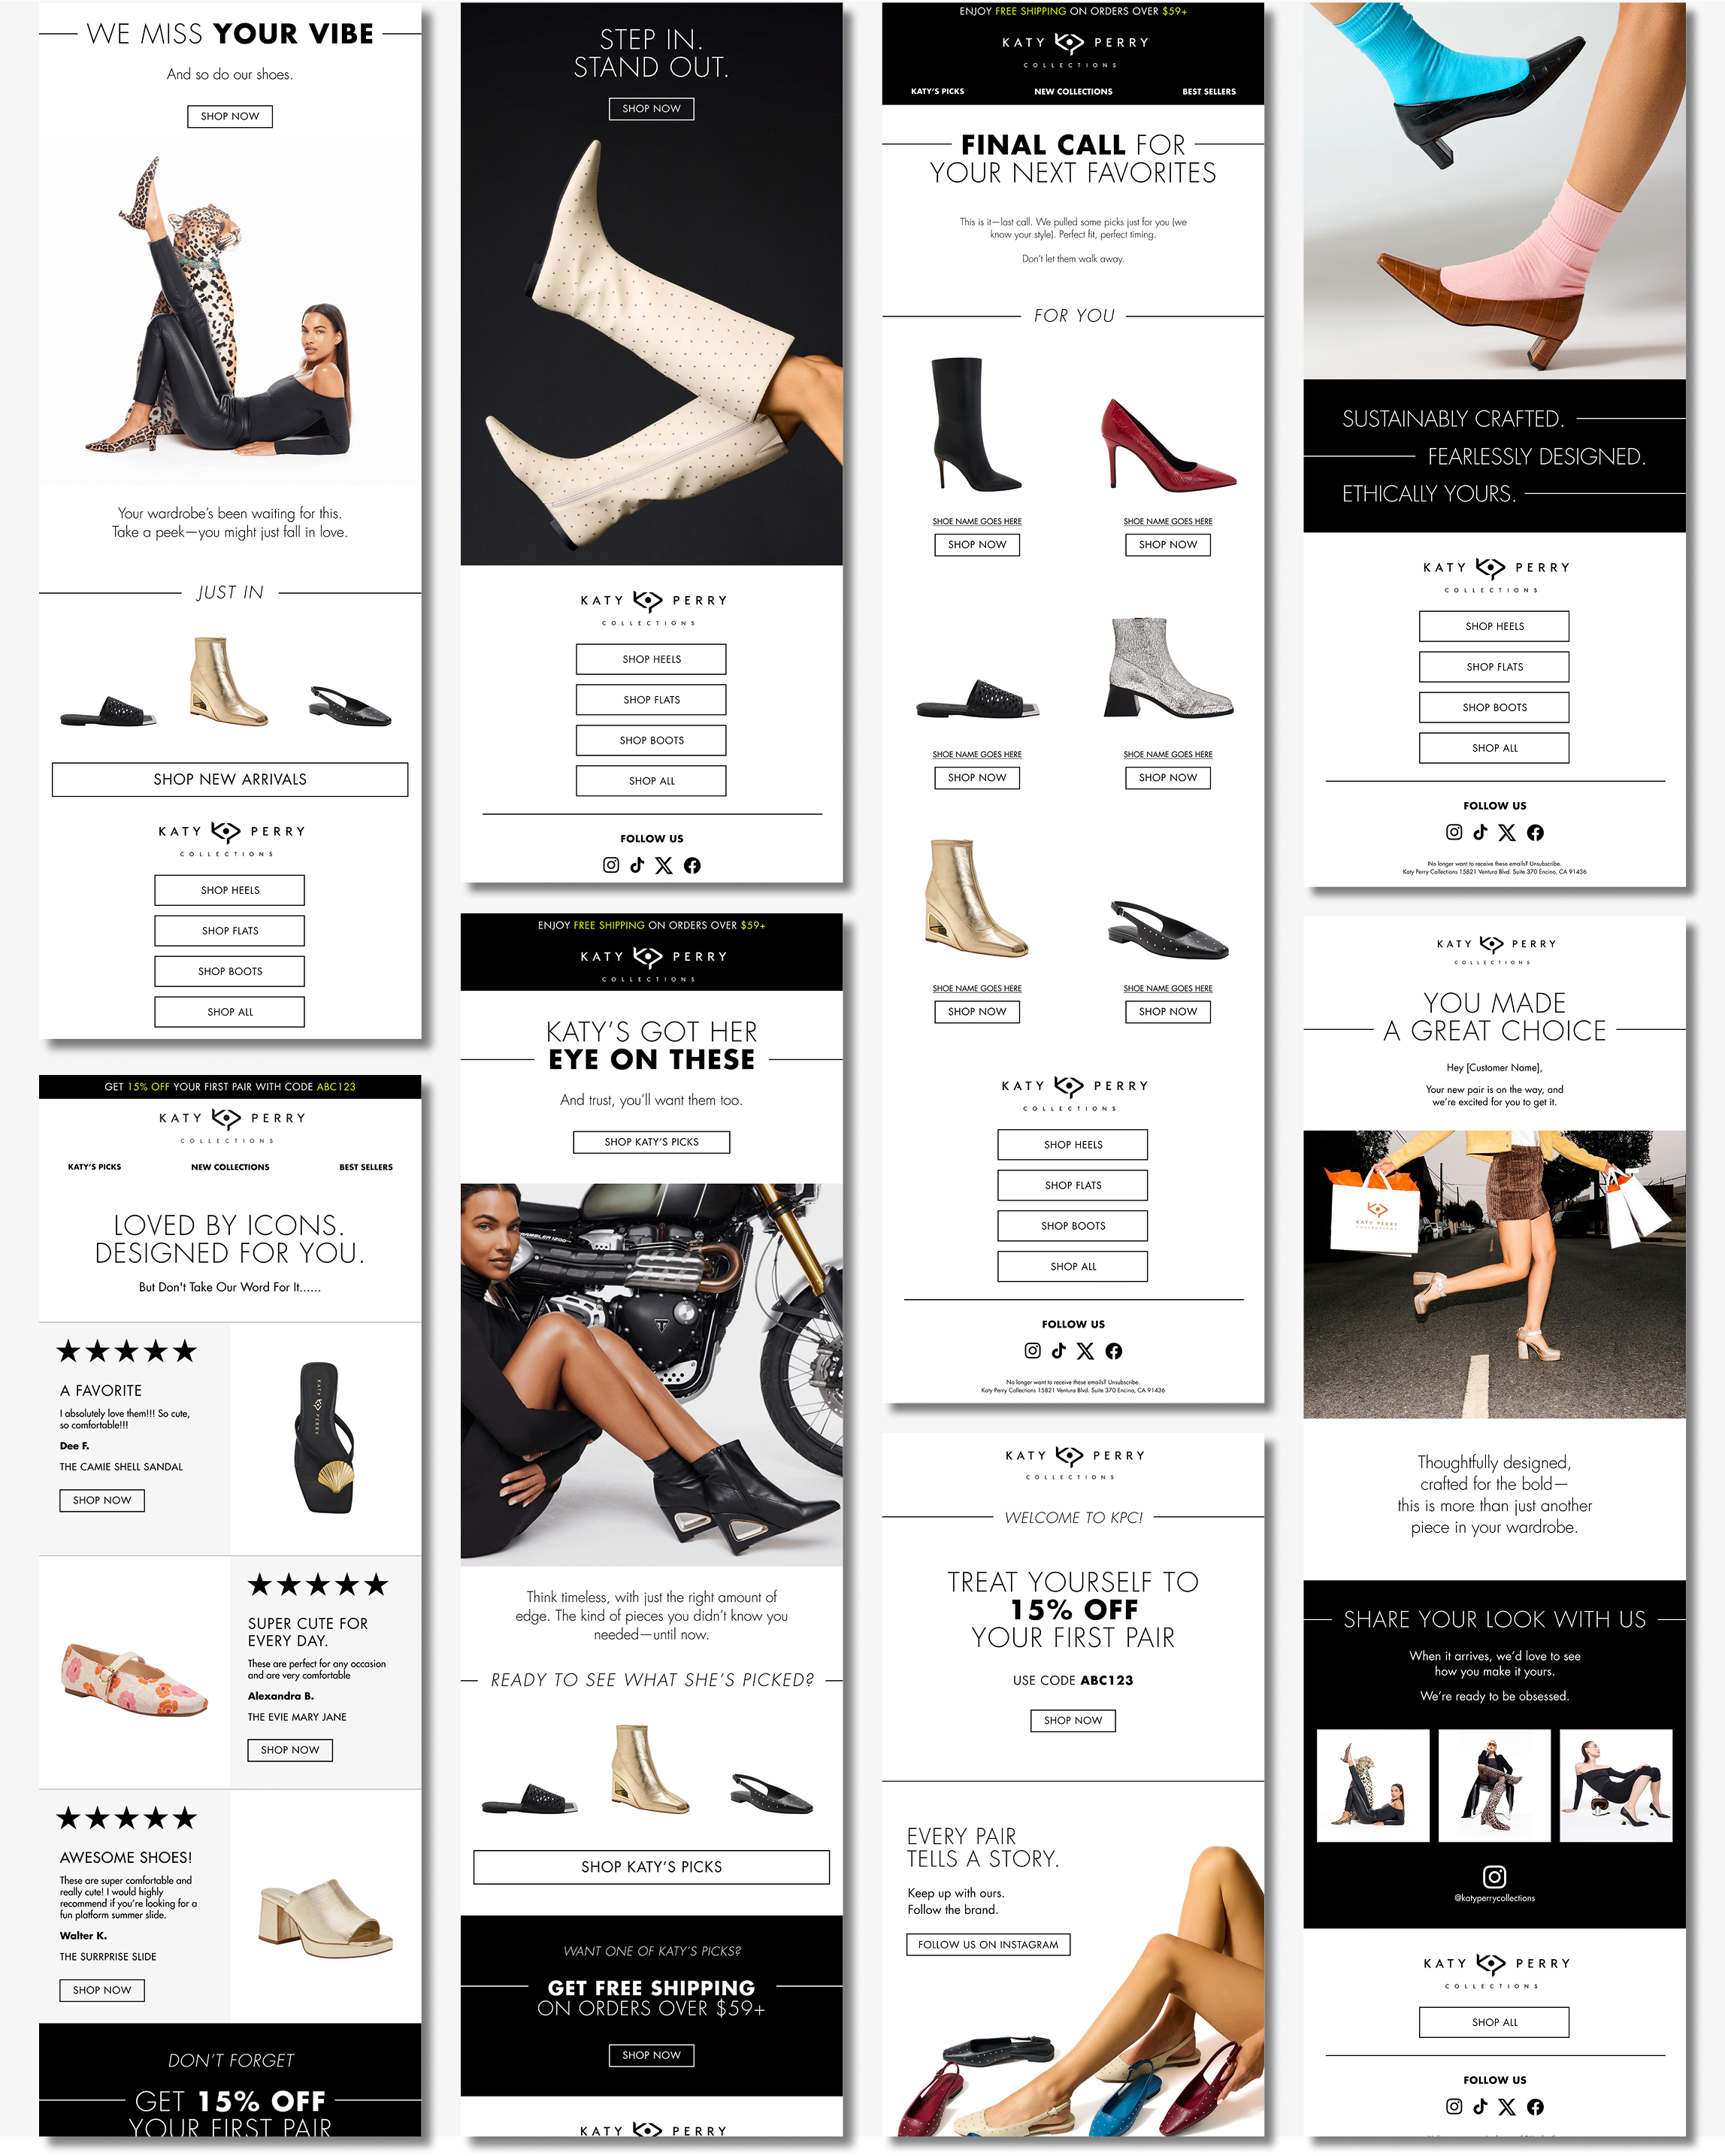 WE MISS YOUR VIBE
And so do our shoes.
SHOP NOW
Your wardrobe's been waiting for this.
Take a peek—you might just fall in love.
JUST IN
SHOP NEW ARRIVALS
KATY PERRY
COLLECTIONS
SHOP HEELS
SHOP FLATS
SHOP BOOTS
SHOP ALL
GET 15% OFF YOUR FIRST PAIR WITH CODE ABC123
KATY PERRY
COLLECTIONS
KATY'S PICKS NEW COLLECTIONS BEST SELLERS
LOVED BY ICONS.
DESIGNED FOR YOU.
But Don't Take Our Word For It......
A FAVORITE
I absolutely love them!!! So cute,
so comfortable!!!
Dee F.
THE CAMIE SHELL SANDAL
SHOP NOW
KATY PERRY
SUPER CUTE FOR
EVERY DAY.
These are perfect for any occasion
and are very comfortable
Alexandra B.
THE EVIE MARY JANE
SHOP NOW
AWESOME SHOES!
These are super comfortable and
really cute! I would highly
recommend if you're looking for a
fun platform summer slide.
Walter K.
THE SURRPRISE SLIDE
SHOP NOW
DON'T FORGET
GET 15% OFF
YOUR FIRST PAIR
STEP IN.
STAND OUT.
SHOP NOW
KATY PERRY
COLLECTIONS
SHOP HEELS
SHOP FLATS
SHOP BOOTS
SHOP ALL
FOLLOW US
ENJOY FREE SHIPPING ON ORDERS OVER $59+
KATY PERRY
COLLECTIONS
KATY'S GOT HER
EYE ON THESE
And trust, you'll want them too.
SHOP KATY'S PICKS
Think timeless, with just the right amount of
edge. The kind of pieces you didn't know you
needed—until now.
READY TO SEE WHAT SHE'S PICKED?
SHOP KATY'S PICKS
WANT ONE OF KATY'S PICKS?
GET FREE SHIPPING
ON ORDERS OVER $59+
SHOP NOW
KATY PERRY
ENJOY FREE SHIPPING ON ORDERS OVER $59+
KATY PERRY
COLLECTIONS
KATY'S PICKS NEW COLLECTIONS BEST SELLERS
FINAL CALL FOR
YOUR NEXT FAVORITES
This is it—last call. We pulled some picks just for you (we
know your style). Perfect fit, perfect timing.
Don't let them walk away.
FOR YOU
SHOE NAME GOES HERE SHOE NAME GOES HERE
SHOP NOW SHOP NOW
SHOE NAME GOES HERE SHOE NAME GOES HERE
SHOP NOW SHOP NOW
SHOE NAME GOES HERE SHOE NAME GOES HERE
SHOP NOW SHOP NOW
KATY PERRY
COLLECTIONS
SHOP HEELS
SHOP FLATS
SHOP BOOTS
SHOP ALL
FOLLOW US
No longer want to receive these emails? Unsubscribe.
Katy Perry Collections 15821 Ventura Blvd. Suite 370 Encino, CA 91436
KATY PERRY
COLLECTIONS
WELCOME TO KPC!
TREAT YOURSELF TO
15% OFF
YOUR FIRST PAIR
USE CODE ABC123
SHOP NOW
EVERY PAIR
TELLS A STORY.
Keep up with ours.
Follow the brand.
FOLLOW US ON INSTAGRAM
SUSTAINABLY CRAFTED.
FEARLESSLY DESIGNED.
ETHICALLY YOURS.
KATY PERRY
COLLECTIONS
SHOP HEELS
SHOP FLATS
SHOP BOOTS
SHOP ALL
FOLLOW US
No longer want to receive these emails? Unsubscribe.
Katy Perry Collections 15821 Ventura Blvd. Suite 370 Encino, CA 91436
KATY PERRY
COLLECTIONS
YOU MADE
A GREAT CHOICE
Hey [Customer Name],
Your new pair is on the way, and
we're excited for you to get it.
KATY PERRY
COLLECTIONS
Thoughtfully designed,
crafted for the bold—
this is more than just another
piece in your wardrobe.
SHARE YOUR LOOK WITH US
When it arrives, we'd love to see
how you make it yours.
We're ready to be obsessed.
@katyperrycollections
KATY PERRY
COLLECTIONS
SHOP ALL
FOLLOW US